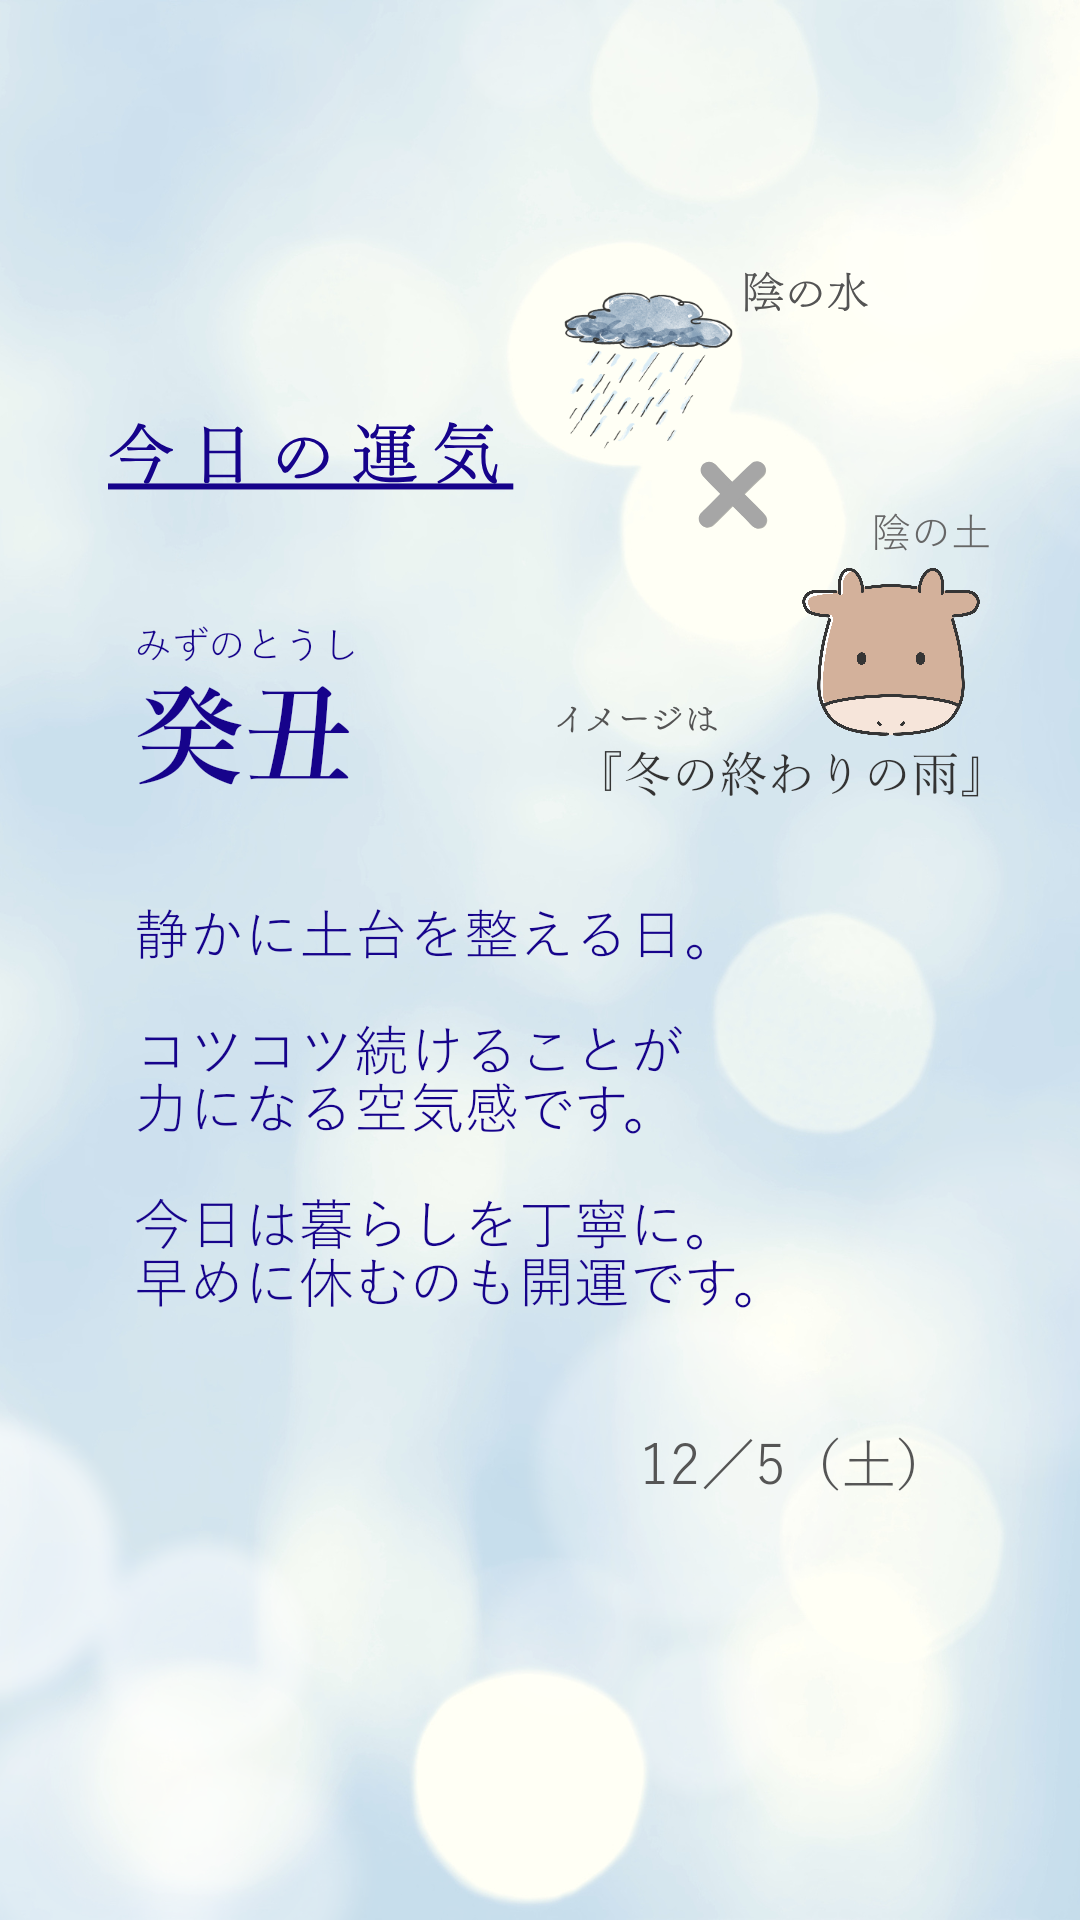 今日の運気
陰の水
陰の土
みずのとうし
癸丑
イメージは
『冬の終わりの雨』
静かに土台を整える日。
コツコツ続けることが
力になる空気感です。
今日は暮らしを丁寧に。
早めに休むのも開運です。
12／5（土）